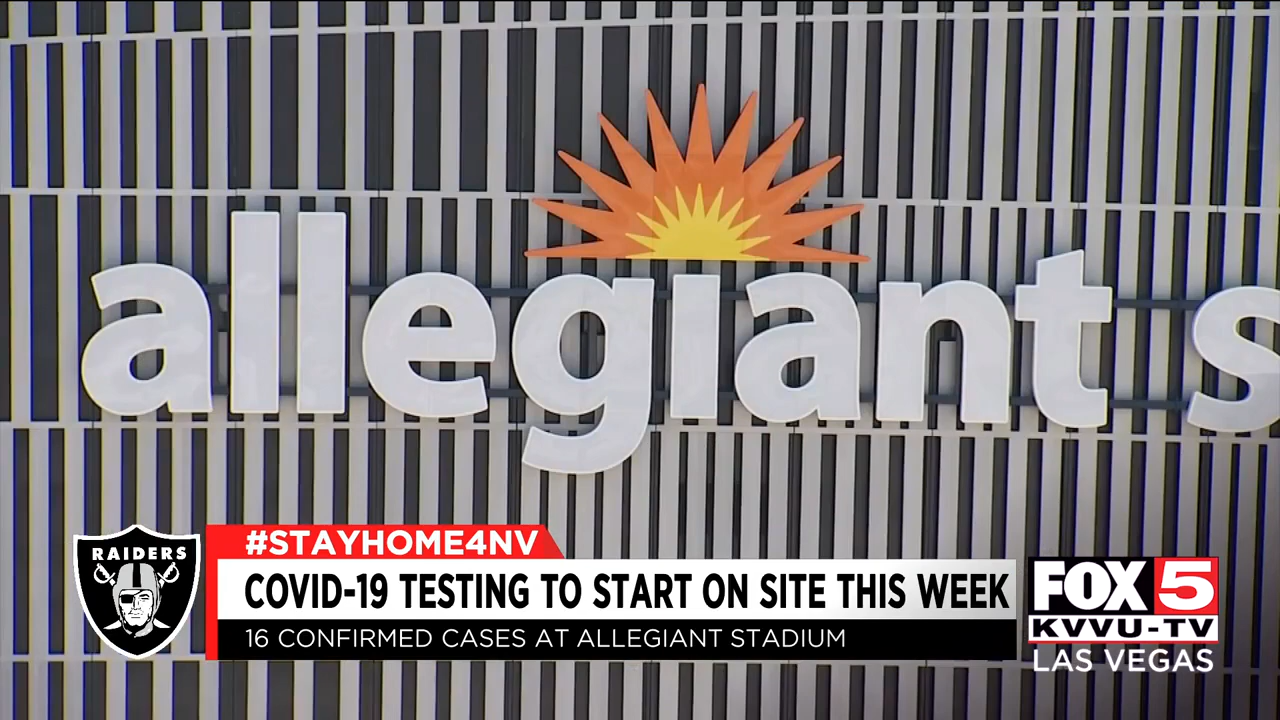 allegiant s
RAIDERS
#STAYHOME4NV
COVID-19 TESTING TO START ON SITE THIS WEEK
16 CONFIRMED CASES AT ALLEGIANT STADIUM
FOX 5
KVVU-TV
LAS VEGAS